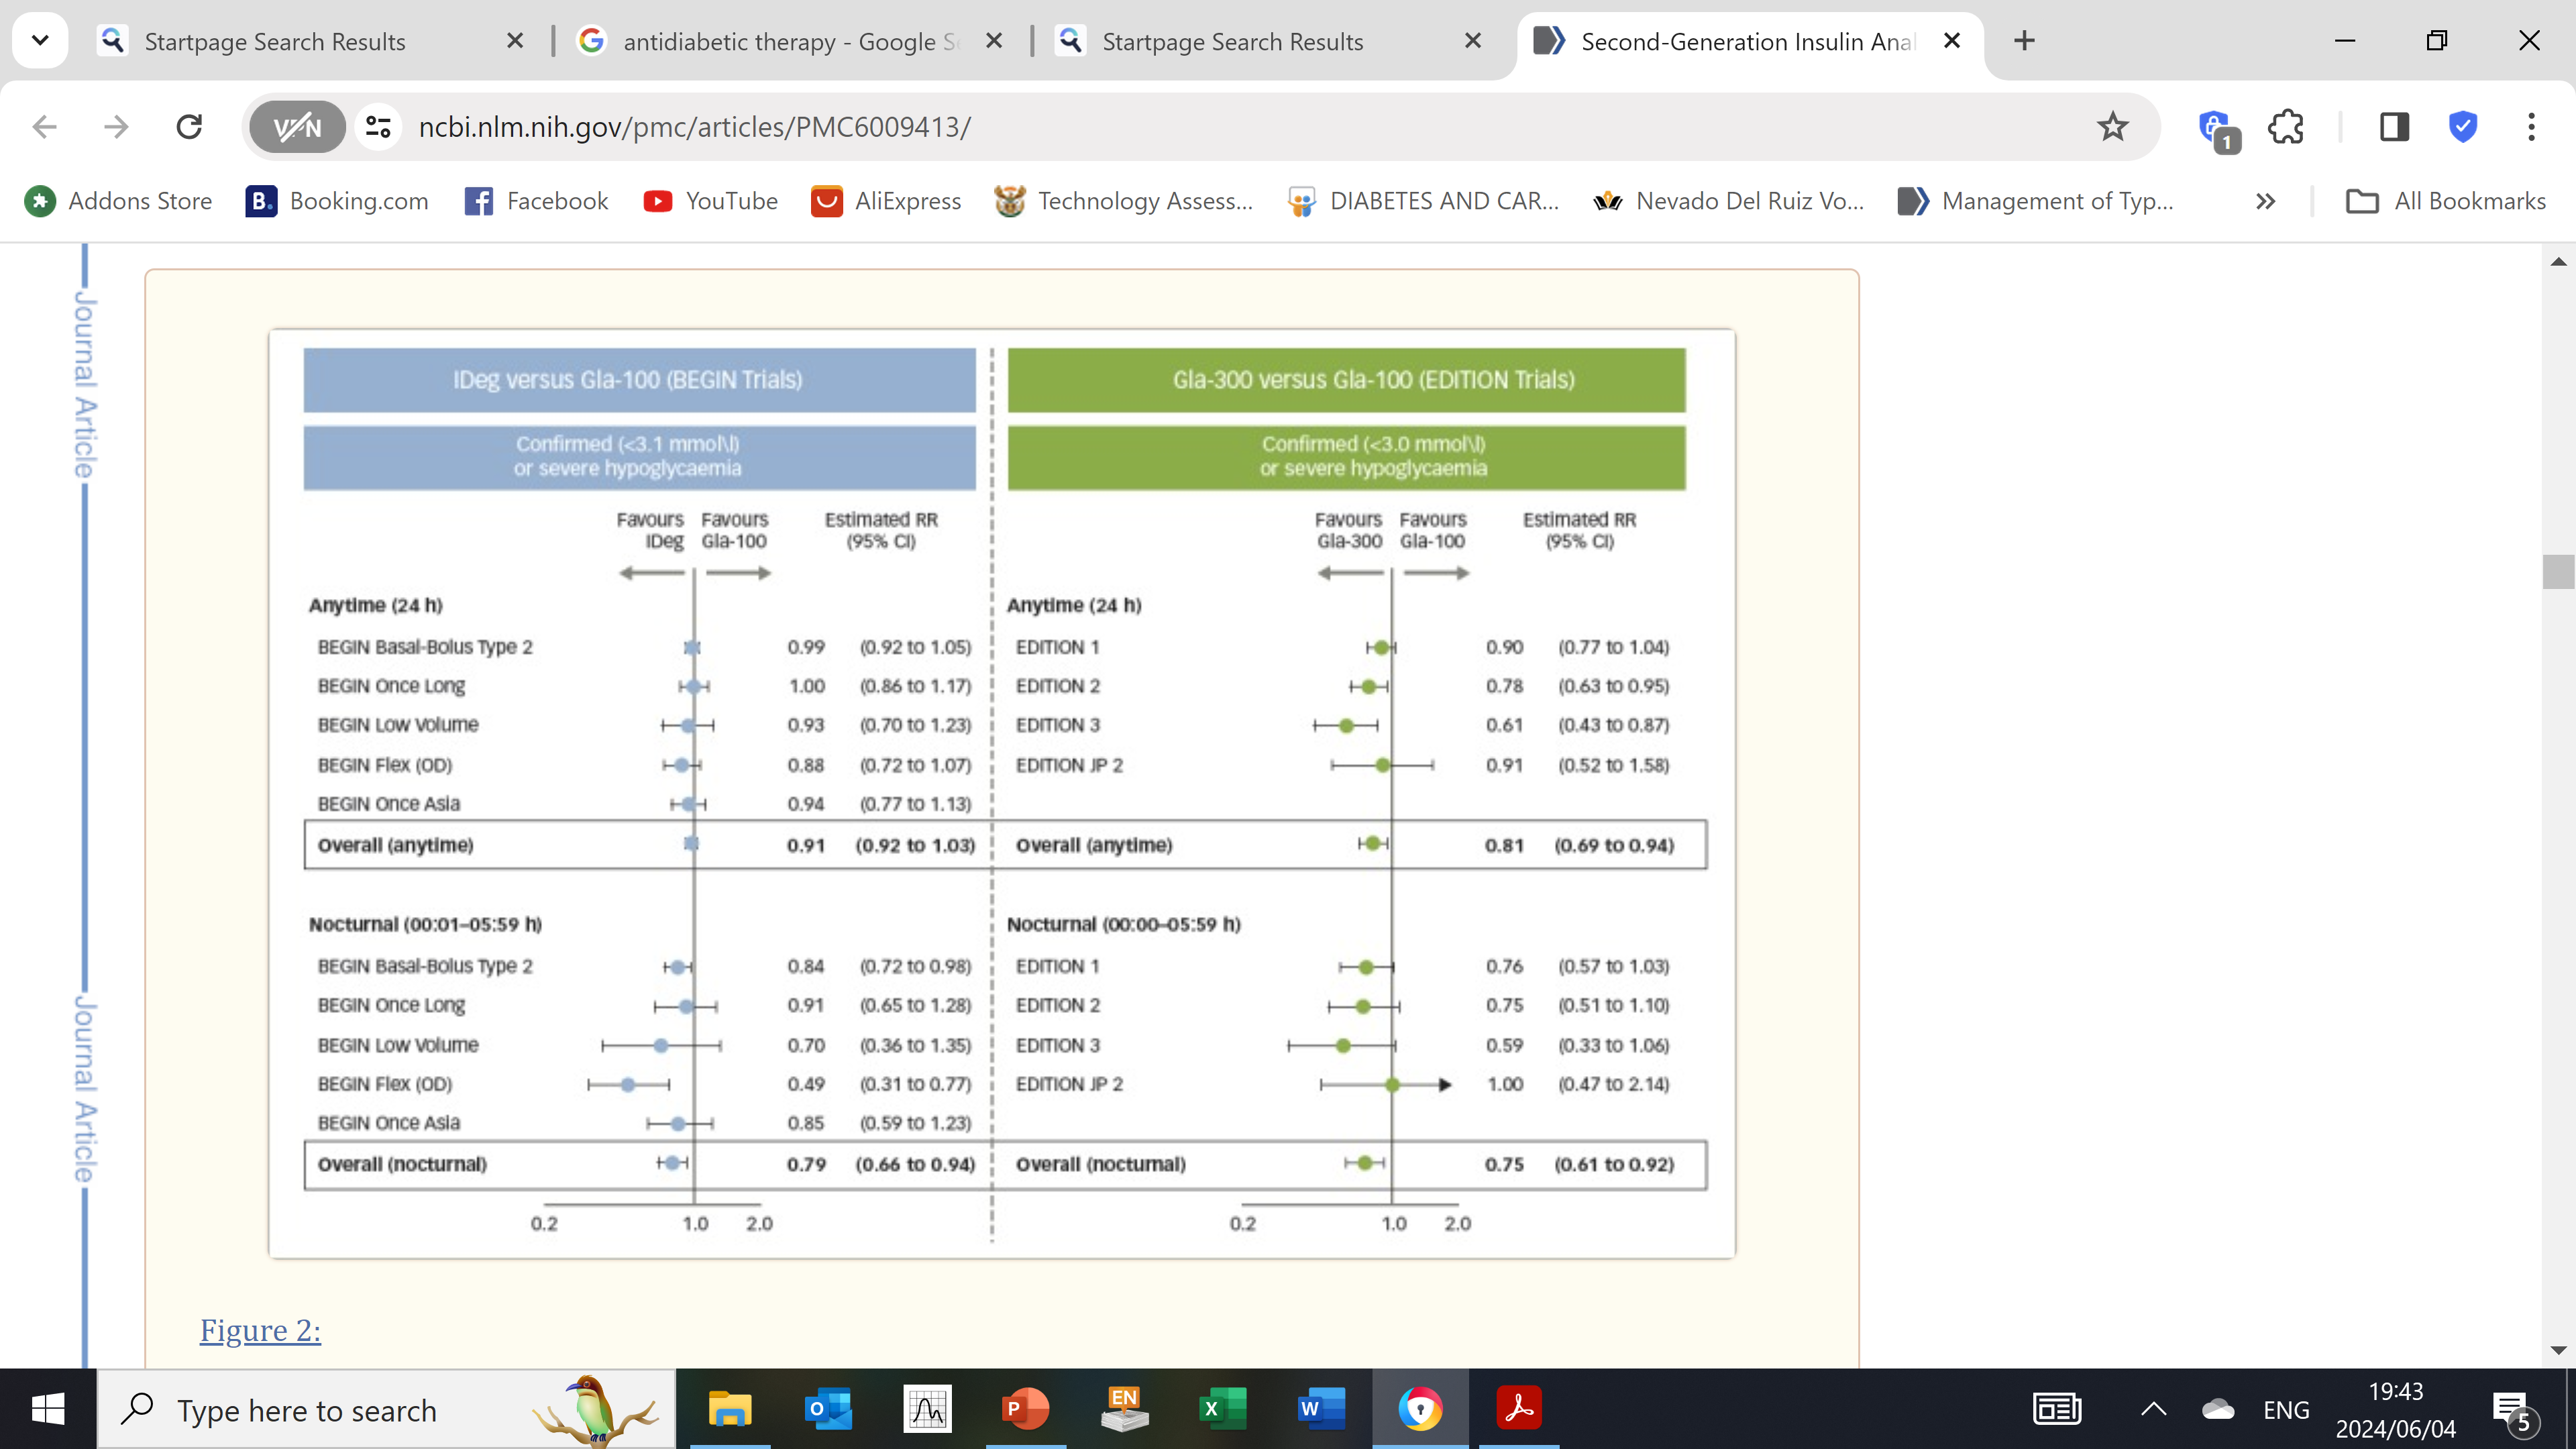 Startpage Search Results
antidiabetic therapy - Google Se
Startpage Search Results
Second-Generation Insulin Anal
VPN
ncbi.nlm.nih.gov/pmc/articles/PMC6009413/
1
Addons Store
Booking.com
Facebook
YouTube
AliExpress
Technology Assess...
DIABETES AND CAR...
Nevado Del Ruiz Vo...
Management of Typ...
All Bookmarks
Journal Article
Journal Article
IDeg versus Gla-100 (BEGIN Trials)
Confirmed (<3.1 mmol\l)
or severe hypoglycaemia
Favours IDeg
Favours Gla-100
Estimated RR (95% CI)
Anytime (24 h)
BEGIN Basal-Bolus Type 2 0.99 (0.92 to 1.05)
BEGIN Once Long 1.00 (0.86 to 1.17)
BEGIN Low Volume 0.93 (0.70 to 1.23)
BEGIN Flex (OD) 0.88 (0.72 to 1.07)
BEGIN Once Asia 0.94 (0.77 to 1.13)
Overall (anytime) 0.91 (0.92 to 1.03)
Nocturnal (00:01–05:59 h)
BEGIN Basal-Bolus Type 2 0.84 (0.72 to 0.98)
BEGIN Once Long 0.91 (0.65 to 1.28)
BEGIN Low Volume 0.70 (0.36 to 1.35)
BEGIN Flex (OD) 0.49 (0.31 to 0.77)
BEGIN Once Asia 0.85 (0.59 to 1.23)
Overall (nocturnal) 0.79 (0.66 to 0.94)
0.2 1.0 2.0
Gla-300 versus Gla-100 (EDITION Trials)
Confirmed (<3.0 mmol\l)
or severe hypoglycaemia
Favours Gla-300
Favours Gla-100
Estimated RR (95% CI)
Anytime (24 h)
EDITION 1 0.90 (0.77 to 1.04)
EDITION 2 0.78 (0.63 to 0.95)
EDITION 3 0.61 (0.43 to 0.87)
EDITION JP 2 0.91 (0.52 to 1.58)
Overall (anytime) 0.81 (0.69 to 0.94)
Nocturnal (00:00–05:59 h)
EDITION 1 0.76 (0.57 to 1.03)
EDITION 2 0.75 (0.51 to 1.10)
EDITION 3 0.59 (0.33 to 1.06)
EDITION JP 2 1.00 (0.47 to 2.14)
Overall (nocturnal) 0.75 (0.61 to 0.92)
0.2 1.0 2.0
Figure 2:
Type here to search
EN
ENG
19:43
2024/06/04
5